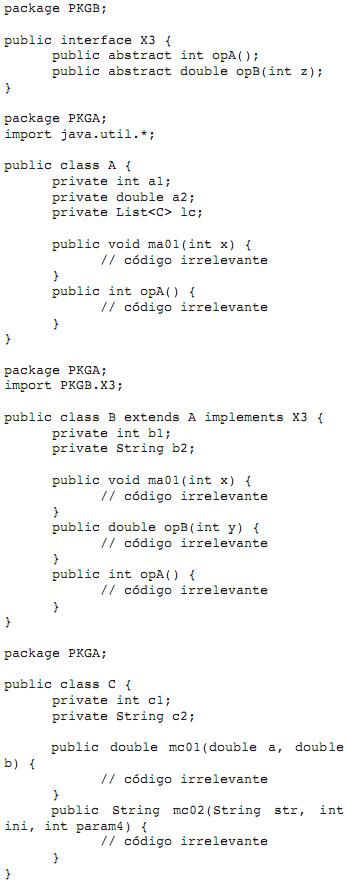 package PKGB;
public interface X3 {
public abstract int opA();
public abstract double opB(int z);
}
package PKGA;
import java.util.*;
public class A {
private int a1;
private double a2;
private List<C> lc;
public void ma01(int x) {
// código irrelevante
}
public int opA() {
// código irrelevante
}
}
package PKGA;
import PKGB.X3;
public class B extends A implements X3 {
private int b1;
private String b2;
public void ma01(int x) {
// código irrelevante
}
public double opB(int y) {
// código irrelevante
}
public int opA() {
// código irrelevante
}
}
package PKGA;
public class C {
private int c1;
private String c2;
public double mc01(double a, double
b) {
// código irrelevante
}
public String mc02(String str, int
ini, int param4) {
// código irrelevante
}
}